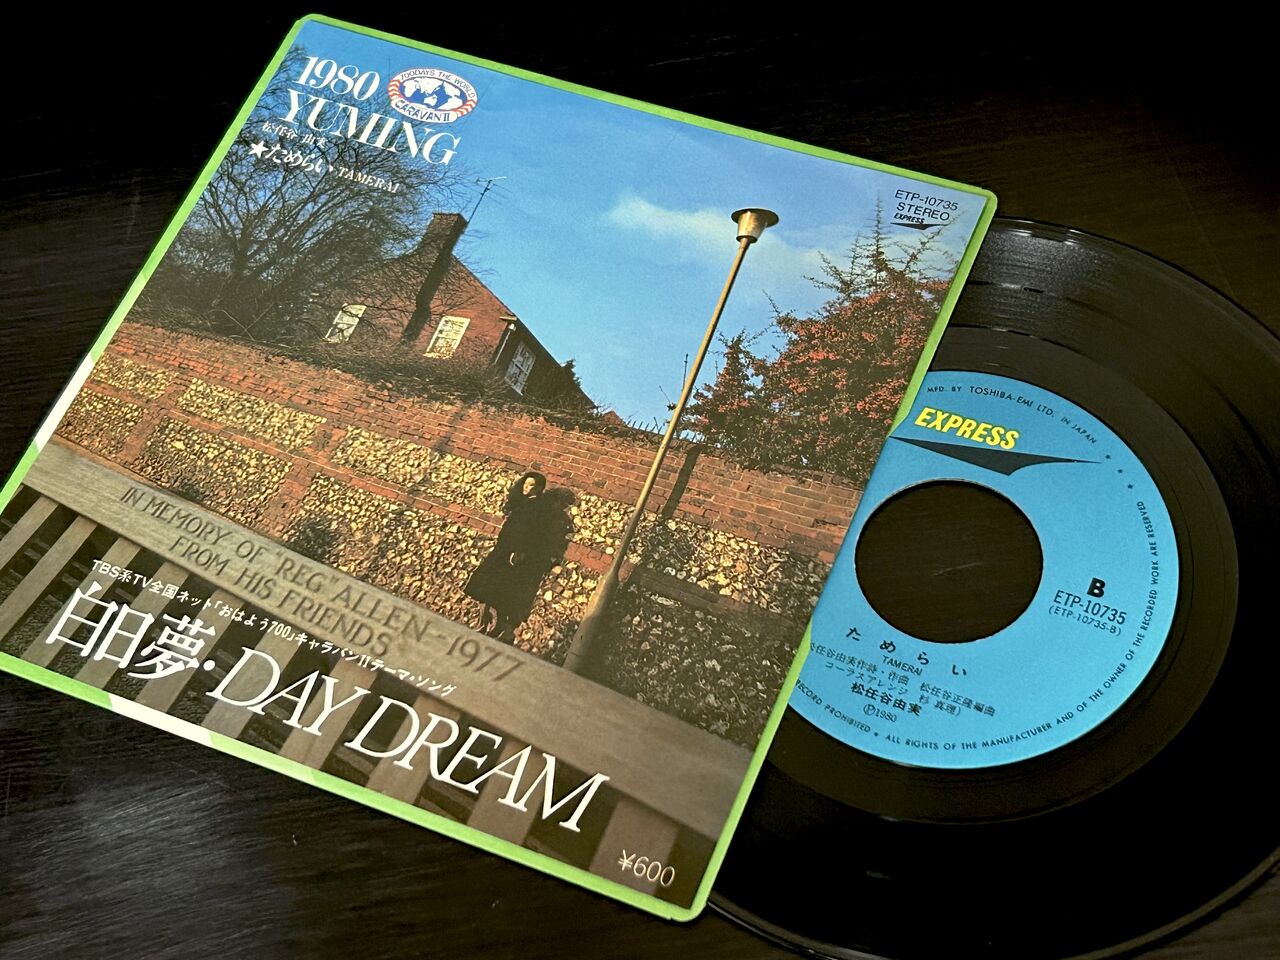 1980
YUMING
700DAYS THE WORLD
CARAVAN II
松任谷由実
★ためらい・TAMERAI
ETP-10735
STEREO
EXPRESS
IN MEMORY OF "REG" ALLEN 1977
FROM HIS FRIENDS
TBS系TV全国ネット「おはよう700」キャラバンIIテーマ・ソング
白日夢・DAY DREAM
¥600
MFD. BY TOSHIBA-EMI LTD. IN JAPAN
EXPRESS
B
ETP-10735
(ETP-10735-B)
ためらい
TAMERAI
松任谷由実作詩・作曲 松任谷正隆編曲
コーラスアレンジ 杉 真理)
松任谷由実
Ⓟ1980
RECORD PROHIBITED ★ ALL RIGHTS OF THE MANUFACTURER AND OF THE OWNER OF THE RECORDED WORK ARE RESERVED